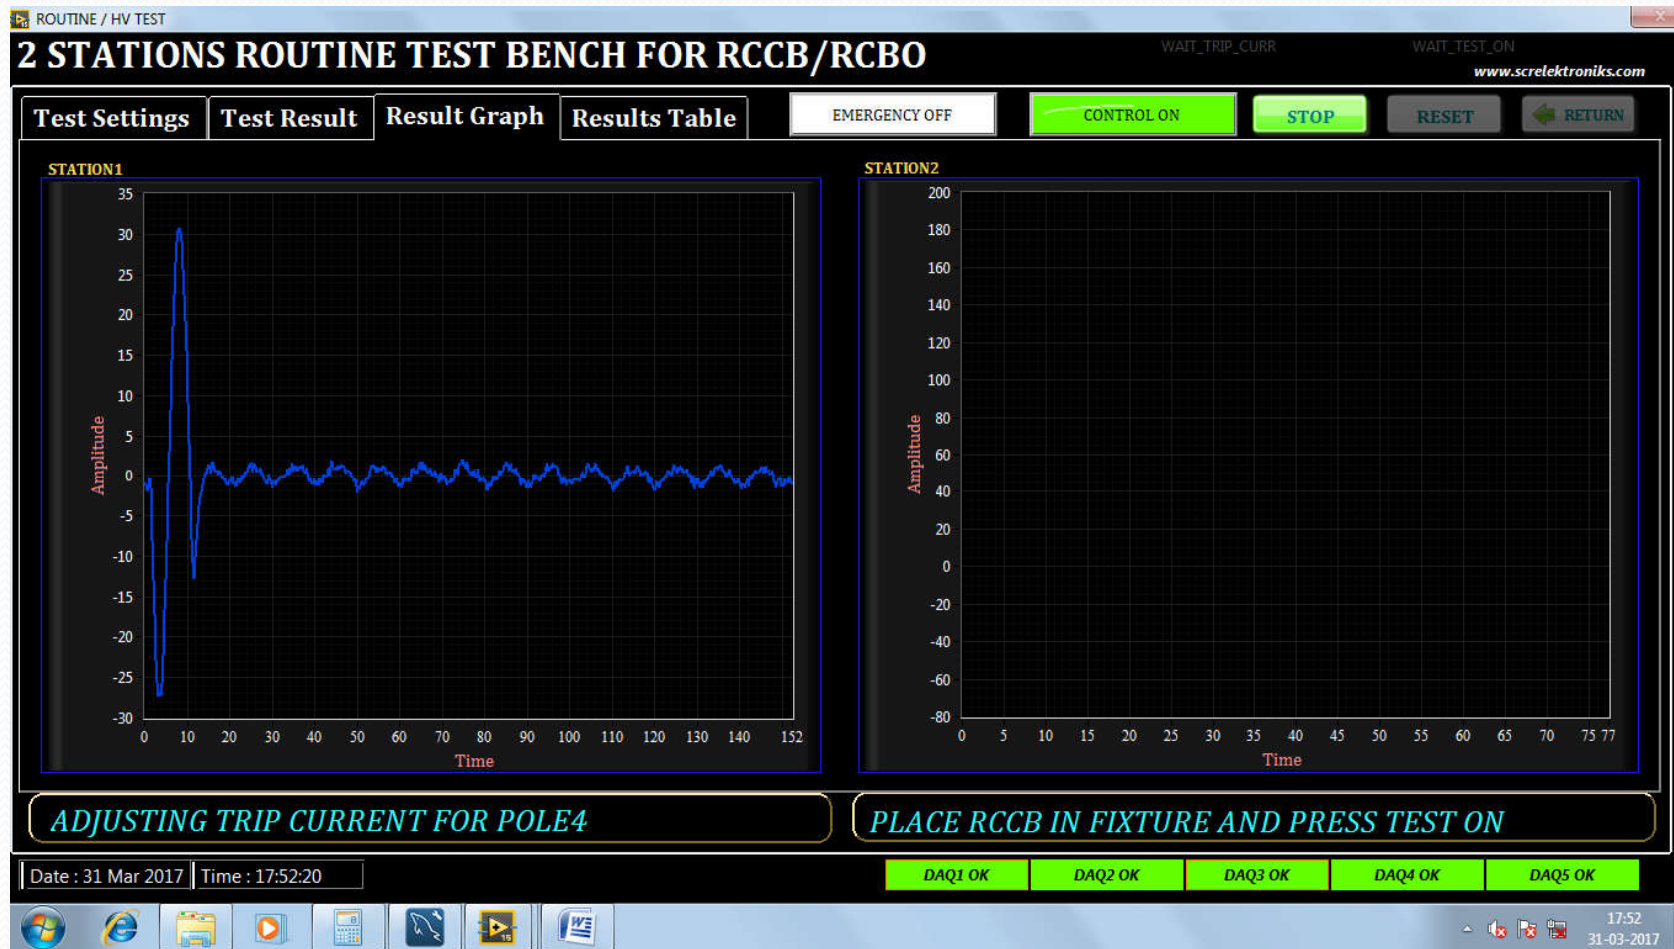 ROUTINE / HV TEST
2 STATIONS ROUTINE TEST BENCH FOR RCCB/RCBO
WAIT_TRIP_CURR
WAIT_TEST_ON
www.screlektroniks.com
Test Settings
Test Result
Result Graph
Results Table
EMERGENCY OFF
CONTROL ON
STOP
RESET
RETURN
STATION1
35
30
25
20
15
10
5
0
-5
-10
-15
-20
-25
-30
Amplitude
0 10 20 30 40 50 60 70 80 90 100 110 120 130 140 152
Time
STATION2
200
180
160
140
120
100
80
60
40
20
0
-20
-40
-60
-80
Amplitude
0 5 10 15 20 25 30 35 40 45 50 55 60 65 70 75 77
Time
ADJUSTING TRIP CURRENT FOR POLE4
PLACE RCCB IN FIXTURE AND PRESS TEST ON
Date : 31 Mar 2017
Time : 17:52:20
DAQ1 OK
DAQ2 OK
DAQ3 OK
DAQ4 OK
DAQ5 OK
15
17:52
31-03-2017